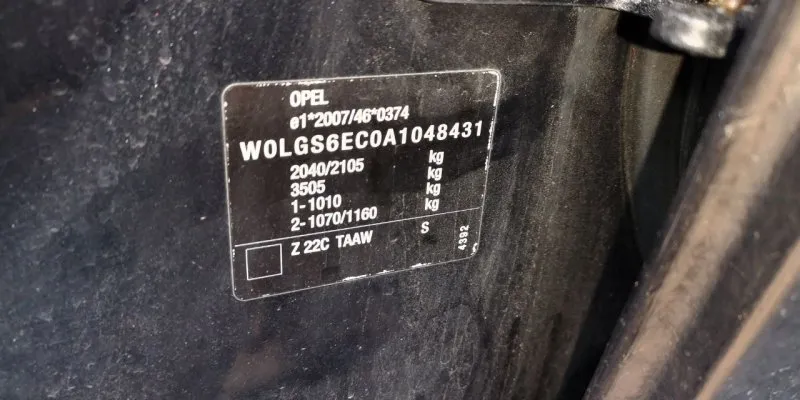 OPEL
e1*2007/46*0374
W0LGS6EC0A1048431
2040/2105 kg
3505 kg
1-1010 kg
2-1070/1160 kg
Z 22C TAAW S
4392